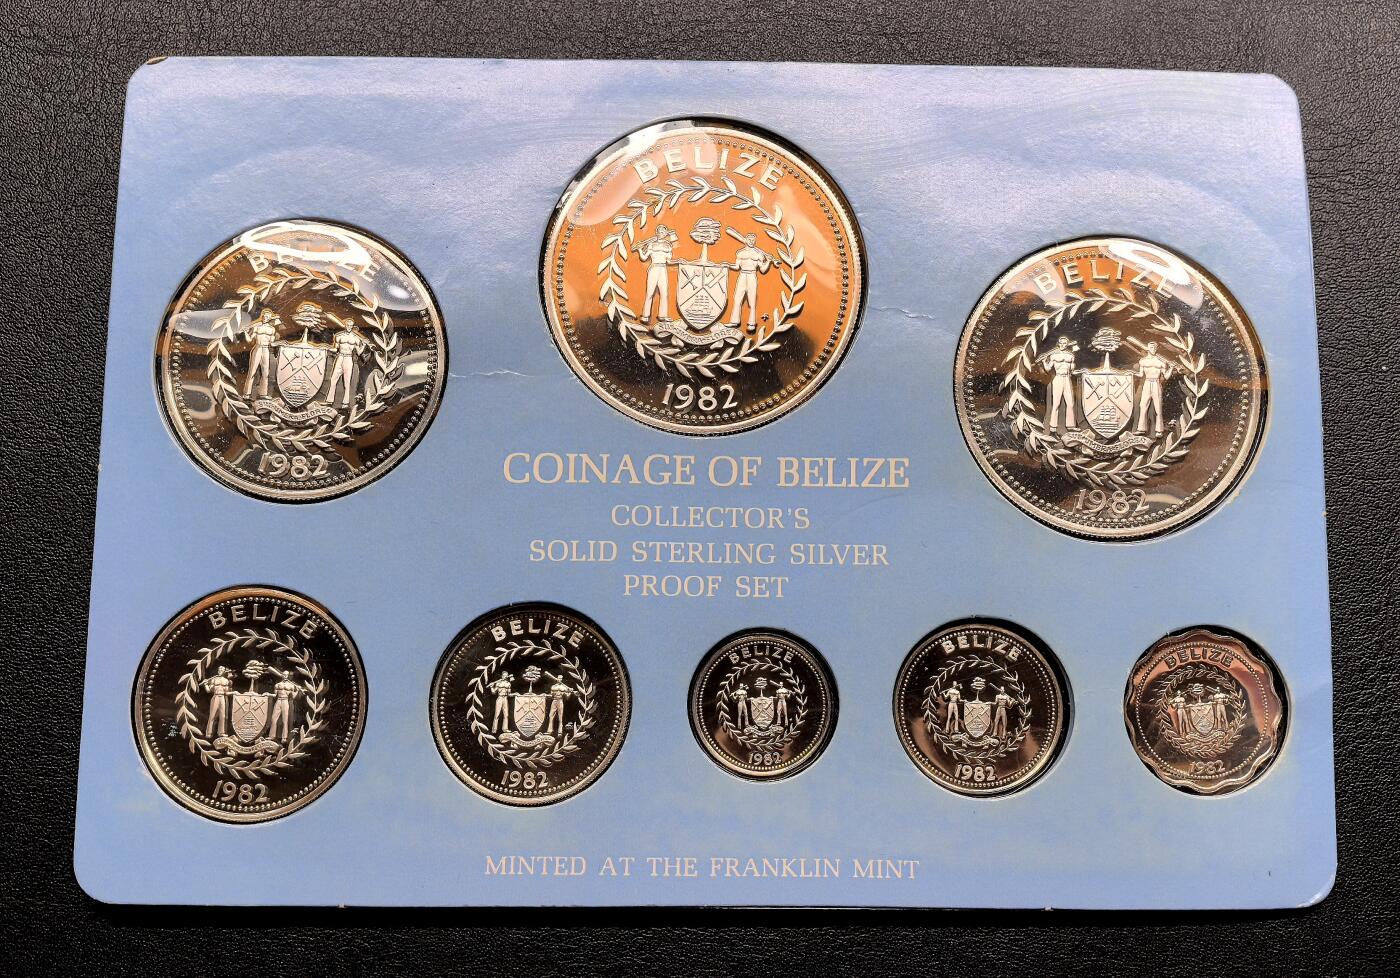 BELIZE
1982
BELIZE
1982
BELIZE
1982
COINAGE OF BELIZE
COLLECTOR'S
SOLID STERLING SILVER
PROOF SET
BELIZE
1982
BELIZE
1982
BELIZE
1982
BELIZE
1982
BELIZE
1982
MINTED AT THE FRANKLIN MINT